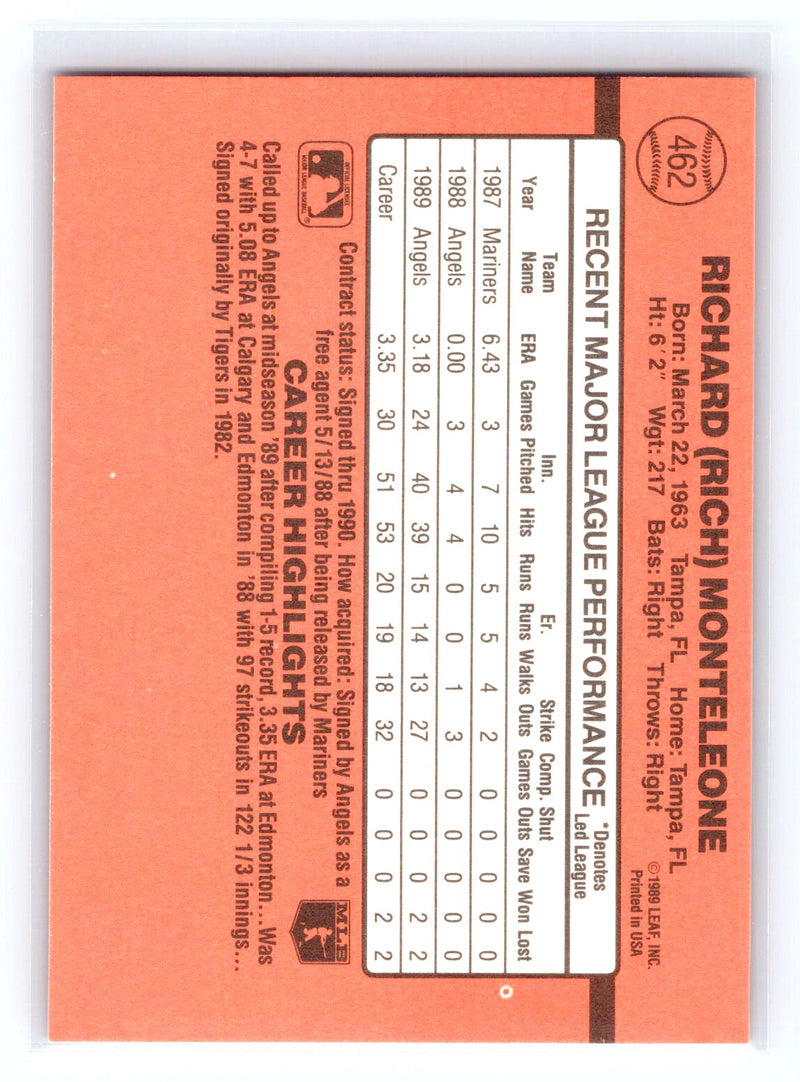 462
RICHARD (RICH) MONTELEONE
Born: March 22, 1963 Tampa, FL Home: Tampa, FL
Ht: 6'2" Wgt: 217 Bats: Right Throws: Right
©1989 LEAF, INC.
Printed in USA
RECENT MAJOR LEAGUE PERFORMANCE *Denotes
Led League
Team Inn. Er. Strike Comp. Shut
Year Name ERA Games Pitched Hits Runs Runs Walks Outs Games Outs Save Won Lost
1987 Mariners 6.43 3 7 10 5 5 4 2 0 0 0 0 0
1988 Angels 0.00 3 4 4 0 0 1 3 0 0 0 0 0
1989 Angels 3.18 24 40 39 15 14 13 27 0 0 0 2 2
Career 3.35 30 51 53 20 19 18 32 0 0 0 2 2
OFFICIAL LICENSEE
MAJOR LEAGUE BASEBALL
®
Contract status: Signed thru 1990. How acquired: Signed by Angels as a
free agent 5/13/88 after being released by Mariners
MLB
CAREER HIGHLIGHTS
Called up to Angels at midseason '89 after compiling 1-5 record, 3.35 ERA at Edmonton... Was
4-7 with 5.08 ERA at Calgary and Edmonton in '88 with 97 strikeouts in 122 1/3 innings...
Signed originally by Tigers in 1982.